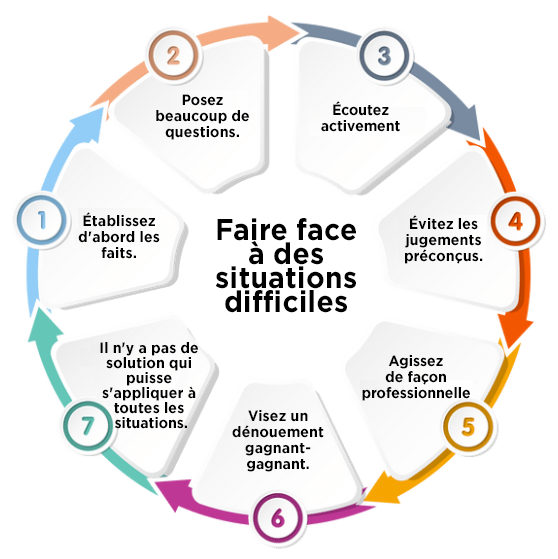 Faire face
à des
situations
difficiles
1
Établissez
d'abord les
faits.
2
Posez
beaucoup de
questions.
3
Écoutez
activement
4
Évitez les
jugements
préconçus.
5
Agissez
de façon
professionnelle
6
Visez un
dénouement
gagnant-
gagnant.
7
Il n'y a pas de
solution qui
puisse
s'appliquer à
toutes les
situations.